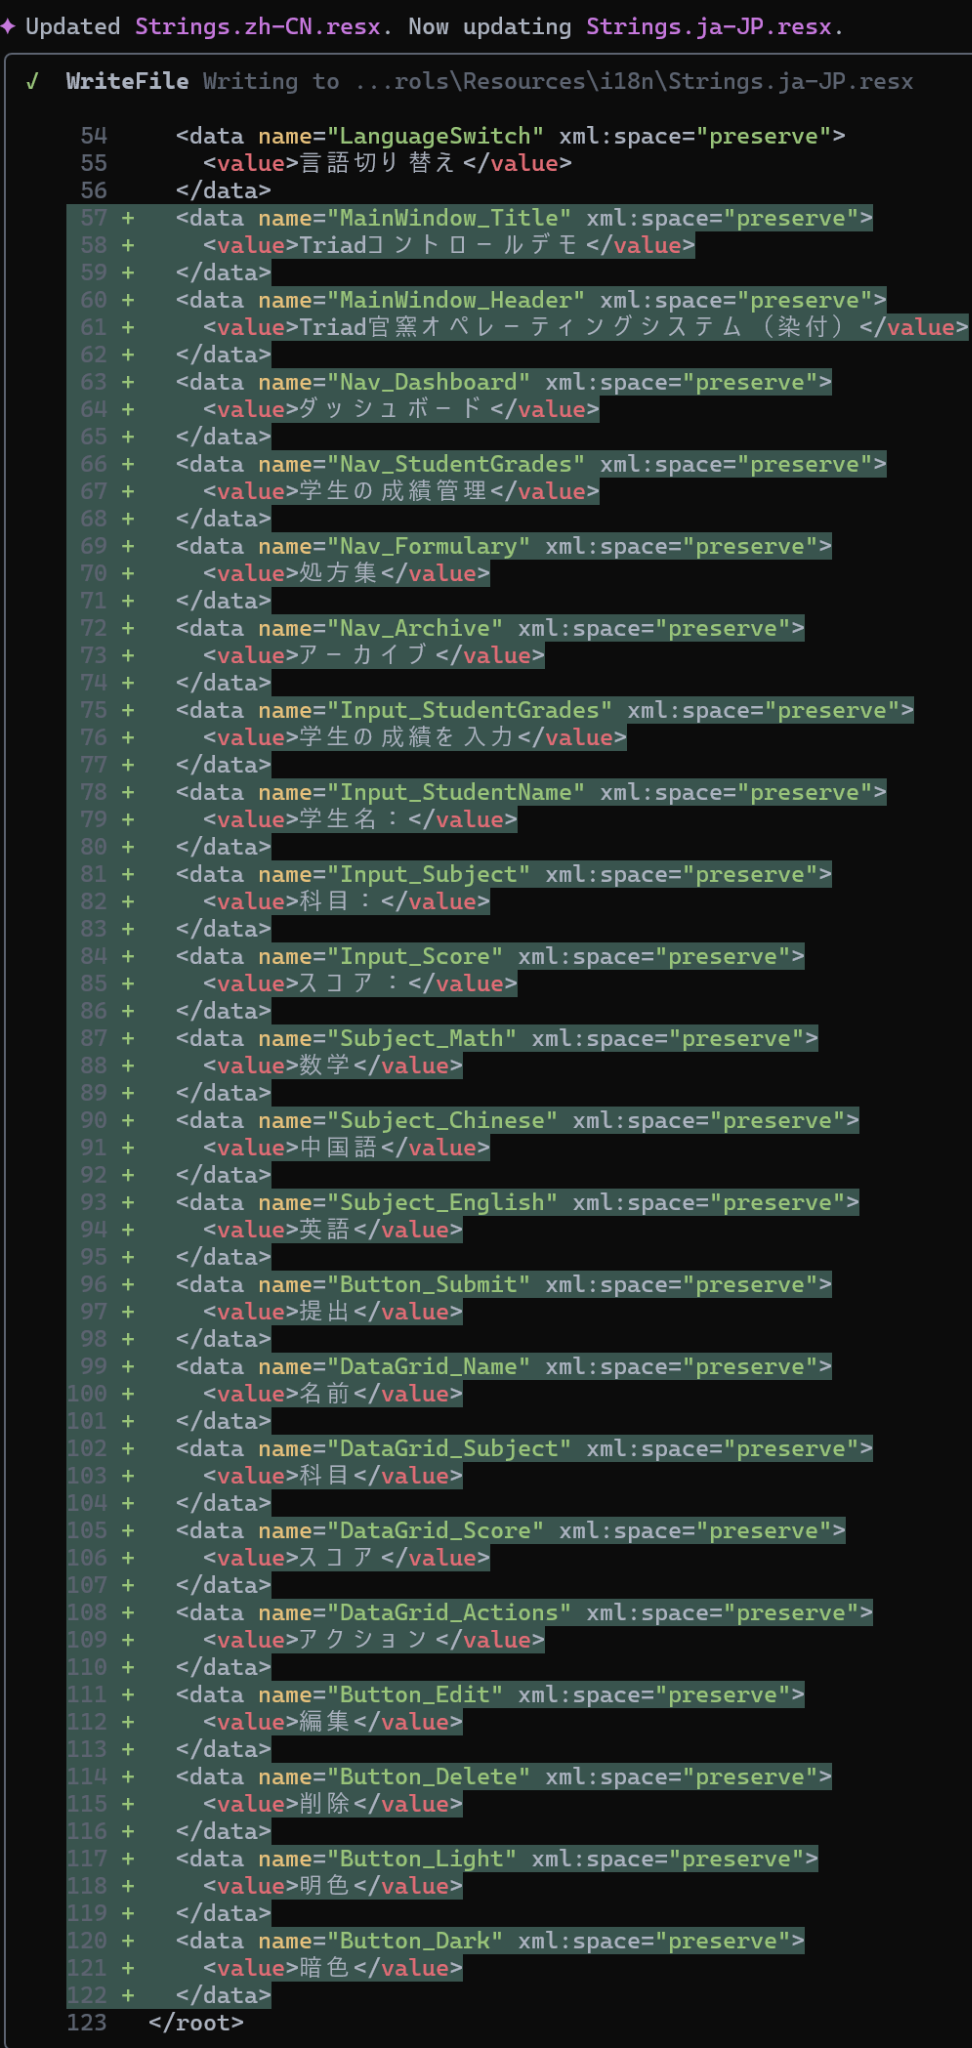 ✦ Updated Strings.zh-CN.resx. Now updating Strings.ja-JP.resx.
✓ WriteFile Writing to ...rols\Resources\i18n\Strings.ja-JP.resx
54 <data name="LanguageSwitch" xml:space="preserve">
55 <value>言語切り替え</value>
56 </data>
57 + <data name="MainWindow_Title" xml:space="preserve">
58 + <value>Triadコントロールデモ</value>
59 + </data>
60 + <data name="MainWindow_Header" xml:space="preserve">
61 + <value>Triad官窯オペレーティングシステム（染付）</value>
62 + </data>
63 + <data name="Nav_Dashboard" xml:space="preserve">
64 + <value>ダッシュボード</value>
65 + </data>
66 + <data name="Nav_StudentGrades" xml:space="preserve">
67 + <value>学生の成績管理</value>
68 + </data>
69 + <data name="Nav_Formulary" xml:space="preserve">
70 + <value>処方集</value>
71 + </data>
72 + <data name="Nav_Archive" xml:space="preserve">
73 + <value>アーカイブ</value>
74 + </data>
75 + <data name="Input_StudentGrades" xml:space="preserve">
76 + <value>学生の成績を入力</value>
77 + </data>
78 + <data name="Input_StudentName" xml:space="preserve">
79 + <value>学生名：</value>
80 + </data>
81 + <data name="Input_Subject" xml:space="preserve">
82 + <value>科目：</value>
83 + </data>
84 + <data name="Input_Score" xml:space="preserve">
85 + <value>スコア：</value>
86 + </data>
87 + <data name="Subject_Math" xml:space="preserve">
88 + <value>数学</value>
89 + </data>
90 + <data name="Subject_Chinese" xml:space="preserve">
91 + <value>中国語</value>
92 + </data>
93 + <data name="Subject_English" xml:space="preserve">
94 + <value>英語</value>
95 + </data>
96 + <data name="Button_Submit" xml:space="preserve">
97 + <value>提出</value>
98 + </data>
99 + <data name="DataGrid_Name" xml:space="preserve">
100 + <value>名前</value>
101 + </data>
102 + <data name="DataGrid_Subject" xml:space="preserve">
103 + <value>科目</value>
104 + </data>
105 + <data name="DataGrid_Score" xml:space="preserve">
106 + <value>スコア</value>
107 + </data>
108 + <data name="DataGrid_Actions" xml:space="preserve">
109 + <value>アクション</value>
110 + </data>
111 + <data name="Button_Edit" xml:space="preserve">
112 + <value>編集</value>
113 + </data>
114 + <data name="Button_Delete" xml:space="preserve">
115 + <value>削除</value>
116 + </data>
117 + <data name="Button_Light" xml:space="preserve">
118 + <value>明色</value>
119 + </data>
120 + <data name="Button_Dark" xml:space="preserve">
121 + <value>暗色</value>
122 + </data>
123 </root>